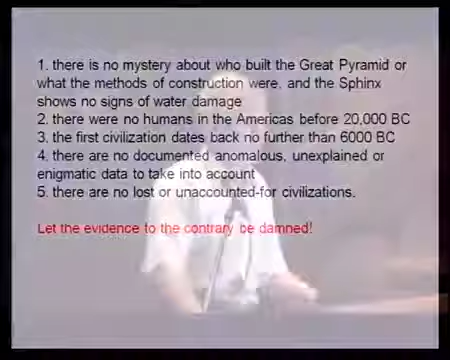 1. there is no mystery about who built the Great Pyramid or
what the methods of construction were, and the Sphinx
shows no signs of water damage
2. there were no humans in the Americas before 20,000 BC
3. the first civilization dates back no further than 6000 BC
4. there are no documented anomalous, unexplained or
enigmatic data to take into account
5. there are no lost or unaccounted-for civilizations.
Let the evidence to the contrary be damned!